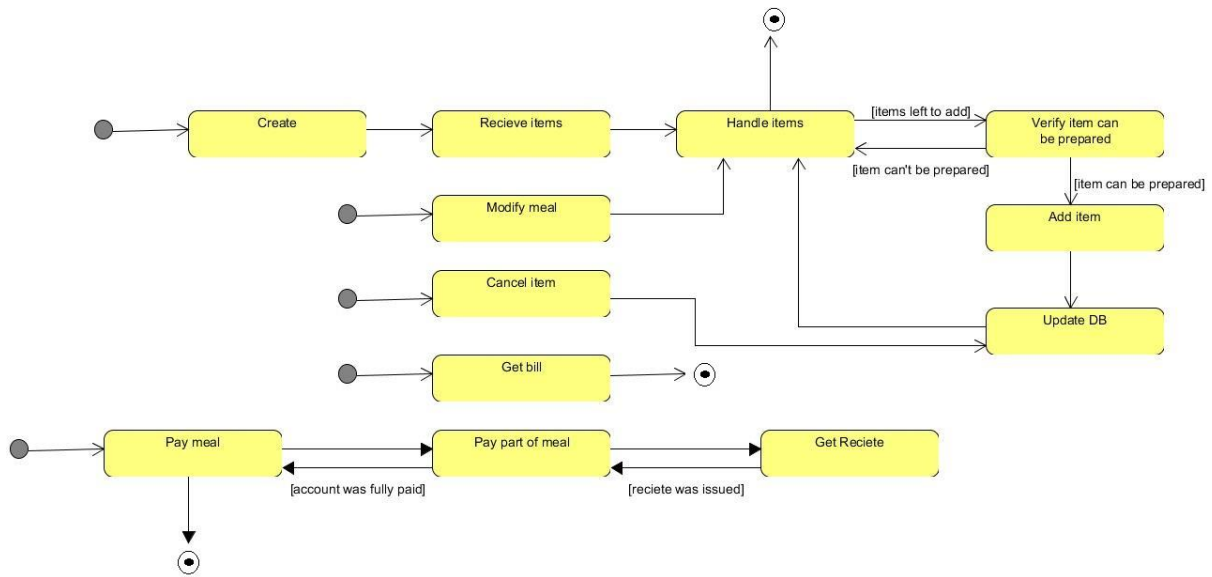 Create
Recieve items
Handle items
[items left to add]
Verify item can
be prepared
[item can't be prepared]
[item can be prepared]
Modify meal
Add item
Cancel item
Update DB
Get bill
Pay meal
Pay part of meal
Get Reciete
[account was fully paid]
[reciete was issued]